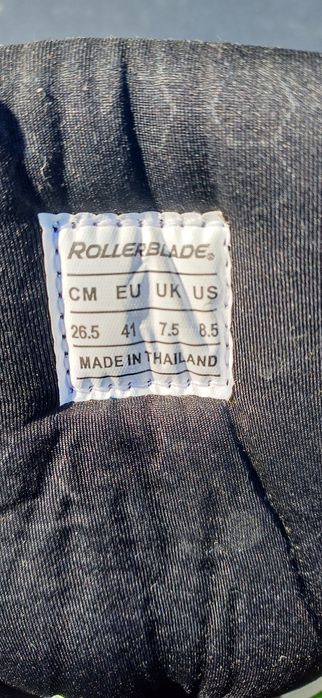 ROLLERBLADE®
CM EU UK US
26.5 41 7.5 8.5
MADE IN THAILAND